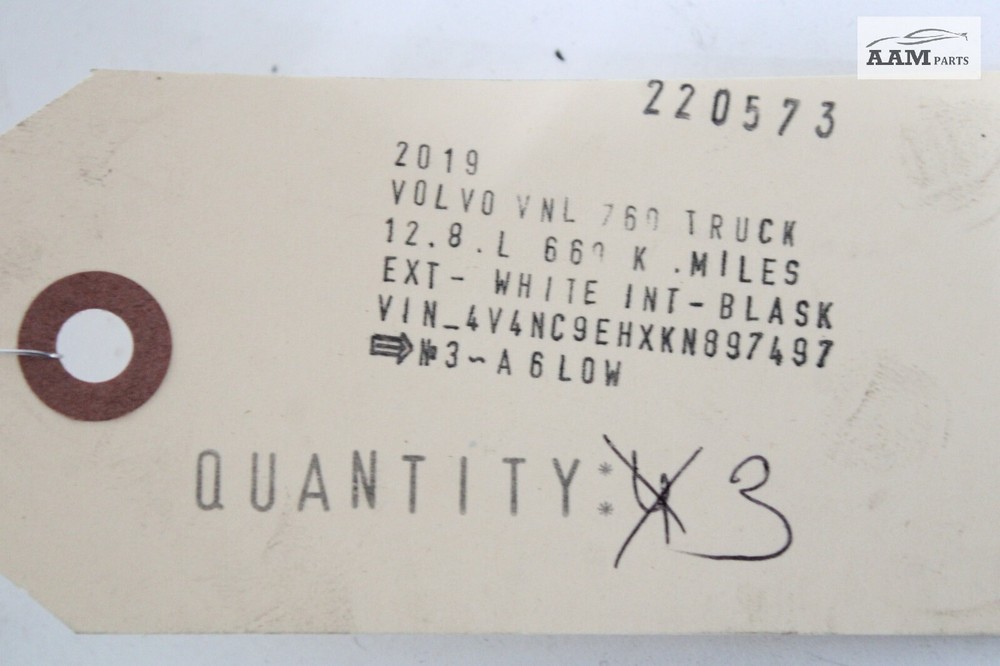 AAM PARTS
220573
2019
VOLVO VNL 760 TRUCK
12.8.L 660 K .MILES
EXT- WHITE INT-BLASK
VIN_4V4NC9EHXKN897497
⇒№3~A6LOW
QUANTITY: 4 3